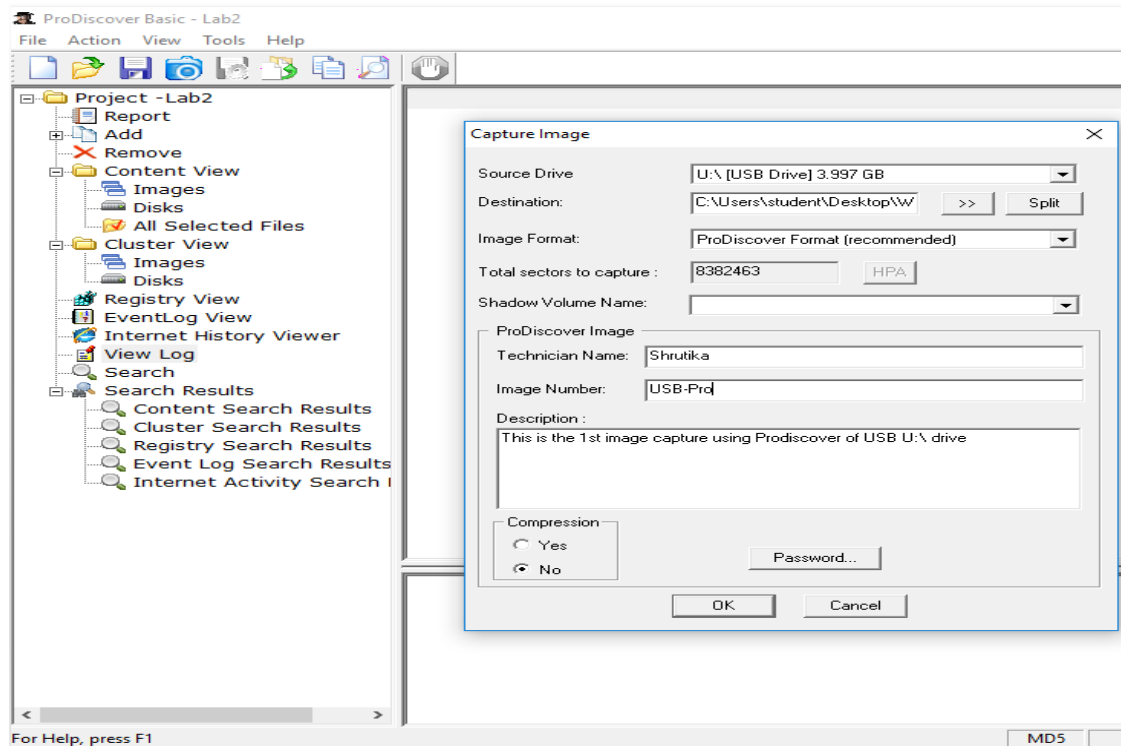 ProDiscover Basic - Lab2
File Action View Tools Help
Project -Lab2
Report
Add
Remove
Content View
Images
Disks
All Selected Files
Cluster View
Images
Disks
Registry View
EventLog View
Internet History Viewer
View Log
Search
Search Results
Content Search Results
Cluster Search Results
Registry Search Results
Event Log Search Results
Internet Activity Search
Capture Image
Source Drive U:\ [USB Drive] 3.997 GB
Destination: C:\Users\student\Desktop\W >> Split
Image Format: ProDiscover Format (recommended)
Total sectors to capture : 8382463 HPA
Shadow Volume Name:
ProDiscover Image
Technician Name: Shrutika
Image Number: USB-Pro
Description :
This is the 1st image capture using Prodiscover of USB U:\ drive
Compression
Yes
No
Password...
OK Cancel
For Help, press F1 MD5